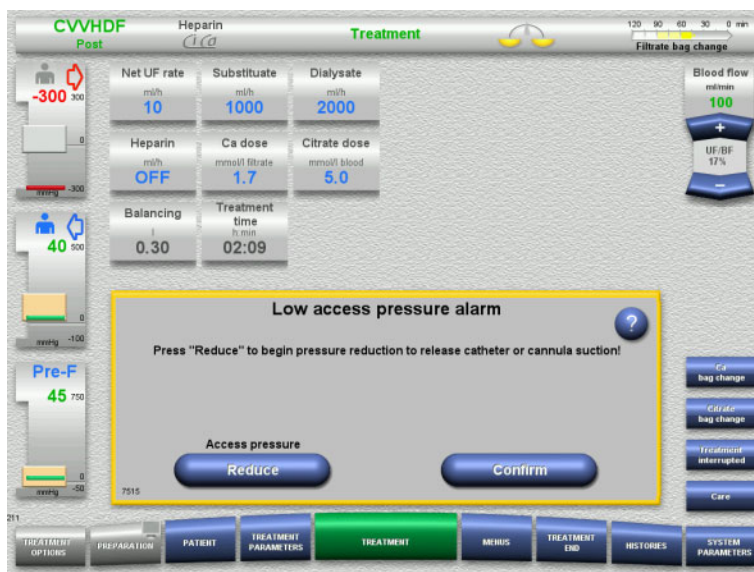 CVVHDF
Post
Heparin
Ci Ca
Treatment
120 90 60 30 0 min
Filtrate bag change
-300
300
0
-300
mmHg
40
500
0
-100
mmHg
Pre-F
45
750
0
-50
mmHg
Net UF rate
ml/h
10
Substituate
ml/h
1000
Dialysate
ml/h
2000
Heparin
ml/h
OFF
Ca dose
mmol/l filtrate
1.7
Citrate dose
mmol/l blood
5.0
Balancing
l
0.30
Treatment
time
h:min
02:09
Blood flow
ml/min
100
+
UF/BF
17%
−
Low access pressure alarm
?
Press "Reduce" to begin pressure reduction to release catheter or cannula suction!
Access pressure
Reduce
Confirm
7515
Ca
bag change
Citrate
bag change
Treatment
interrupted
Care
211
TREATMENT
OPTIONS
PREPARATION
PATIENT
TREATMENT
PARAMETERS
TREATMENT
MENUS
TREATMENT
END
HISTORIES
SYSTEM
PARAMETERS